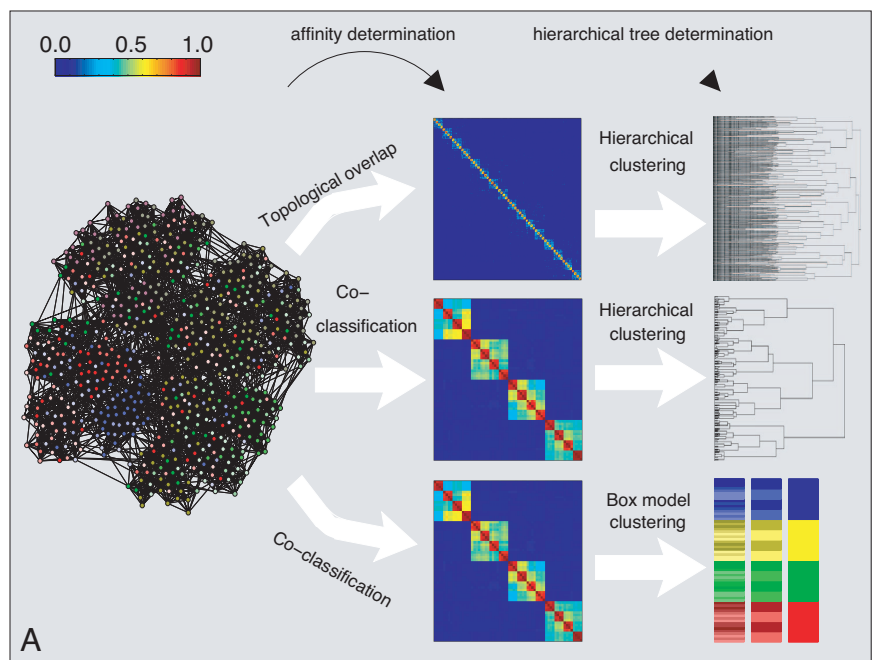 affinity determination
hierarchical tree determination
0.0 0.5 1.0
Topological overlap
Hierarchical
clustering
Co–
classification
Hierarchical
clustering
Co–classification
Box model
clustering
A